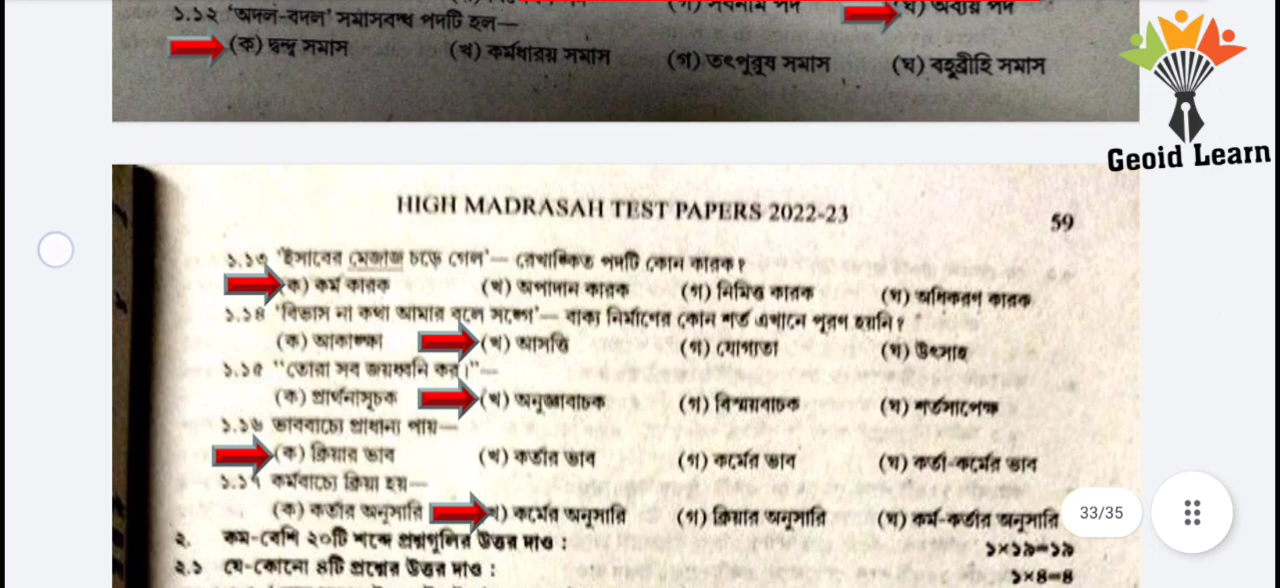 (গ) সর্বনাম পদ (ঘ) অব্যয় পদ
১.১২ ‘অদল-বদল’ সমাসবদ্ধ পদটি হল—
(ক) দ্বন্দ্ব সমাস (খ) কর্মধারয় সমাস (গ) তৎপুরুষ সমাস (ঘ) বহুব্রীহি সমাস
Geoid Learn
HIGH MADRASAH TEST PAPERS 2022-23 59
১.১৩ ‘ইসাবের মেজাজ চড়ে গেল’— রেখাঙ্কিত পদটি কোন কারক?
(ক) কর্ম কারক (খ) অপাদান কারক (গ) নিমিত্ত কারক (ঘ) অধিকরণ কারক
১.১৪ ‘বিভাস না কথা আমার বলে সঙ্গে’— বাক্য নির্মাণের কোন শর্ত এখানে পূরণ হয়নি?
(ক) আকাঙ্ক্ষা (খ) আসত্তি (গ) যোগ্যতা (ঘ) উৎসাহ
১.১৫ “তোরা সব জয়ধ্বনি কর।”—
(ক) প্রার্থনাসূচক (খ) অনুজ্ঞাবাচক (গ) বিস্ময়বাচক (ঘ) শর্তসাপেক্ষ
১.১৬ ভাববাচ্যে প্রাধান্য পায়—
(ক) ক্রিয়ার ভাব (খ) কর্তার ভাব (গ) কর্মের ভাব (ঘ) কর্তা-কর্মের ভাব
১.১৭ কর্মবাচ্যে ক্রিয়া হয়—
(ক) কর্তার অনুসারি (খ) কর্মের অনুসারি (গ) ক্রিয়ার অনুসারি (ঘ) কর্ম-কর্তার অনুসারি
33/35
২. কম-বেশি ২০টি শব্দে প্রশ্নগুলির উত্তর দাও : ১×১৯=১৯
২.১ যে-কোনো ৪টি প্রশ্নের উত্তর দাও : ১×৪=৪